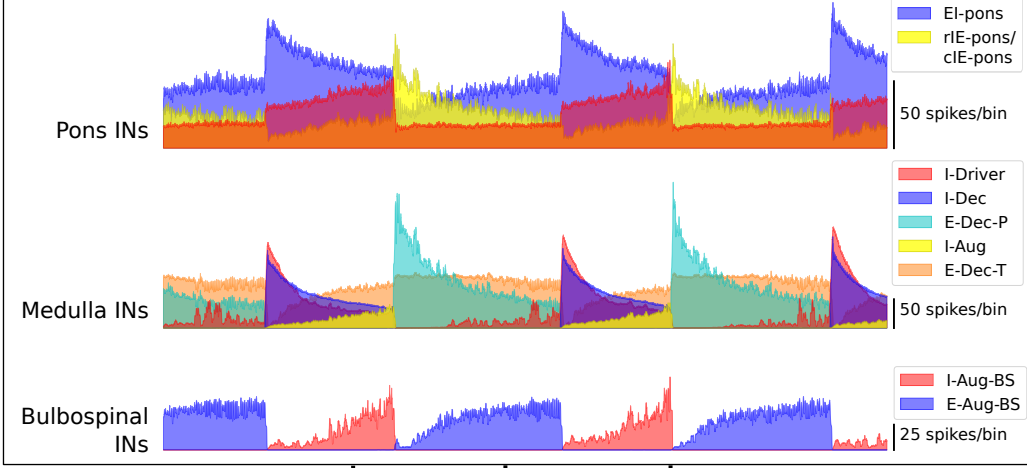 EI-pons
rIE-pons/
cIE-pons
Pons INs
50 spikes/bin
I-Driver
I-Dec
E-Dec-P
I-Aug
E-Dec-T
Medulla INs
50 spikes/bin
I-Aug-BS
E-Aug-BS
Bulbospinal
INs
25 spikes/bin